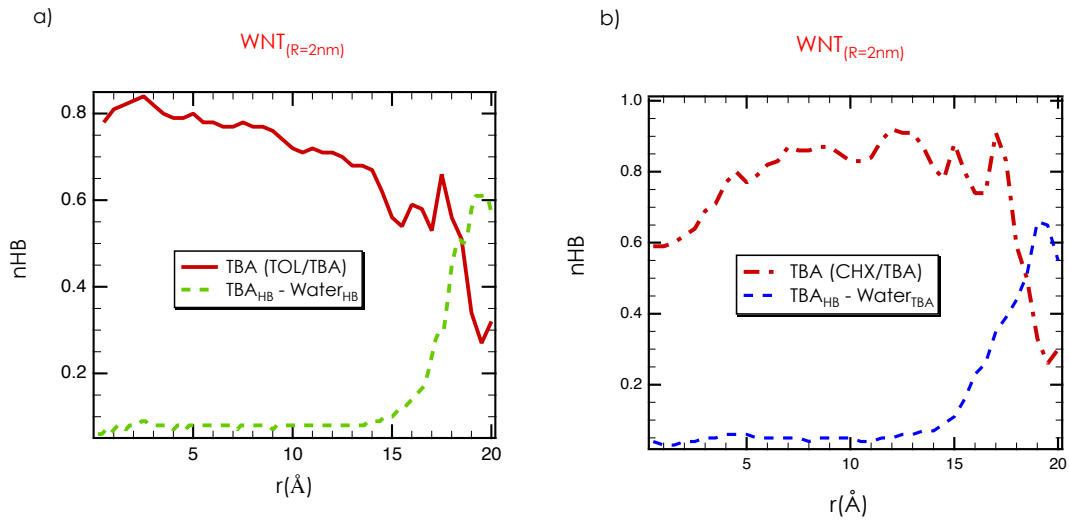 a)
WNT(R=2nm)
nHB
0.8
0.6
0.4
0.2
5
10
15
20
r(Å)
TBA (TOL/TBA)
TBAHB - WaterHB
b)
WNT(R=2nm)
nHB
1.0
0.8
0.6
0.4
0.2
5
10
15
20
r(Å)
TBA (CHX/TBA)
TBAHB - WaterTBA